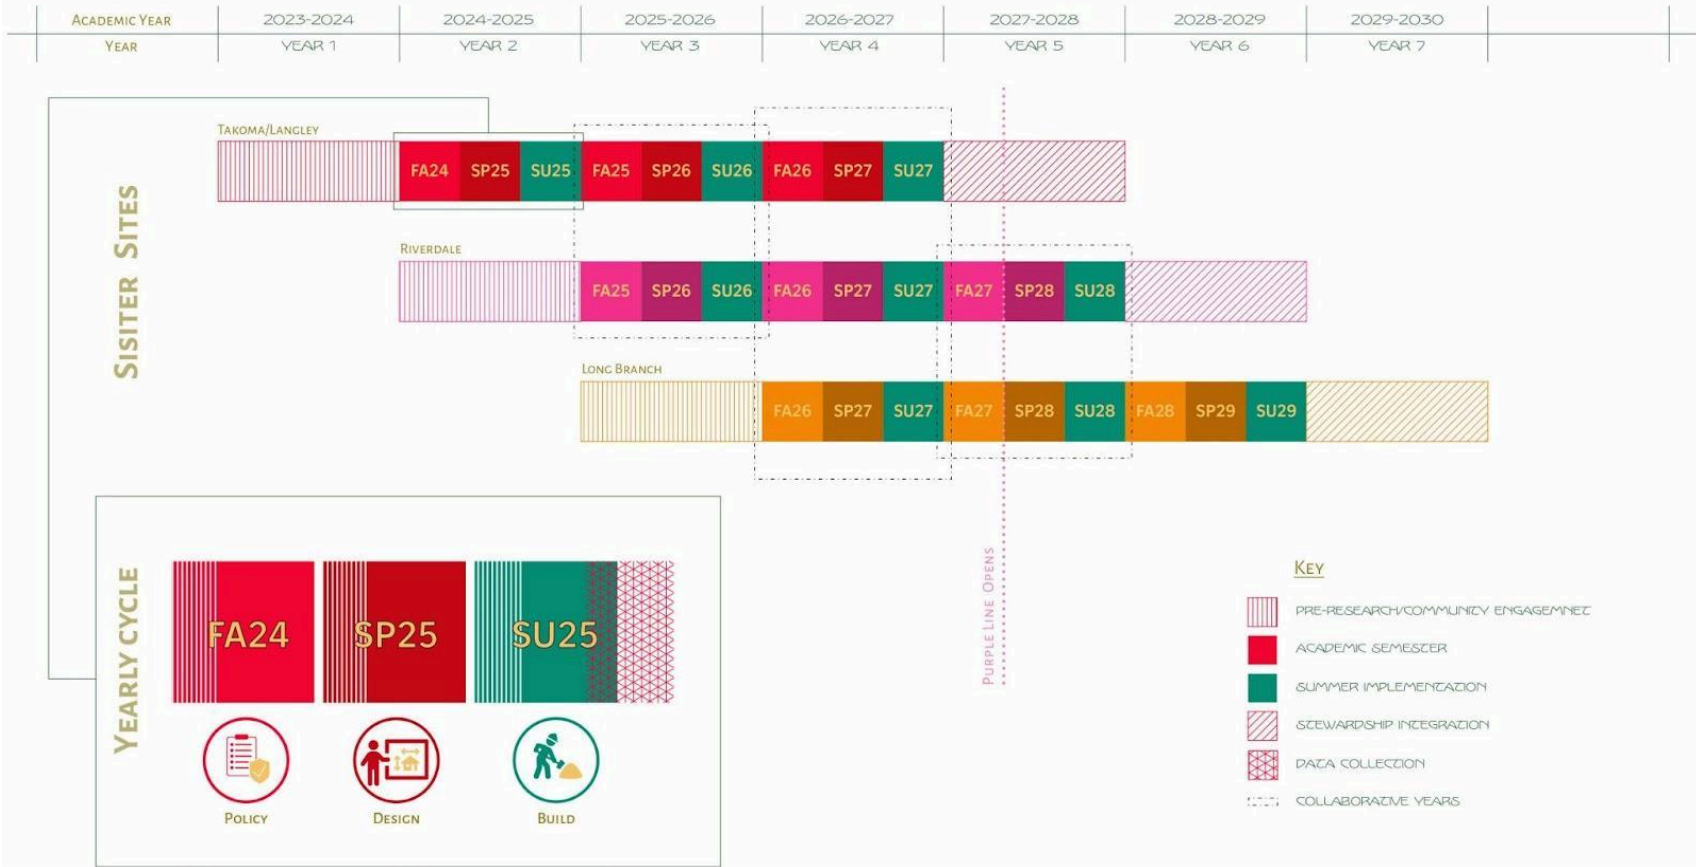 ACADEMIC YEAR 2023-2024 2024-2025 2025-2026 2026-2027 2027-2028 2028-2029 2029-2030
YEAR YEAR 1 YEAR 2 YEAR 3 YEAR 4 YEAR 5 YEAR 6 YEAR 7
SISITER SITES
TAKOMA/LANGLEY
FA24 SP25 SU25 FA25 SP26 SU26 FA26 SP27 SU27
RIVERDALE
FA25 SP26 SU26 FA26 SP27 SU27 FA27 SP28 SU28
LONG BRANCH
FA26 SP27 SU27 FA27 SP28 SU28 FA28 SP29 SU29
PURPLE LINE OPENS
YEARLY CYCLE
FA24 SP25 SU25
POLICY DESIGN BUILD
KEY
PRE-RESEARCH/COMMUNITY ENGAGEMNET
ACADEMIC SEMESTER
SUMMER IMPLEMENTATION
STEWARDSHIP INTEGRATION
DATA COLLECTION
COLLABORATIVE YEARS